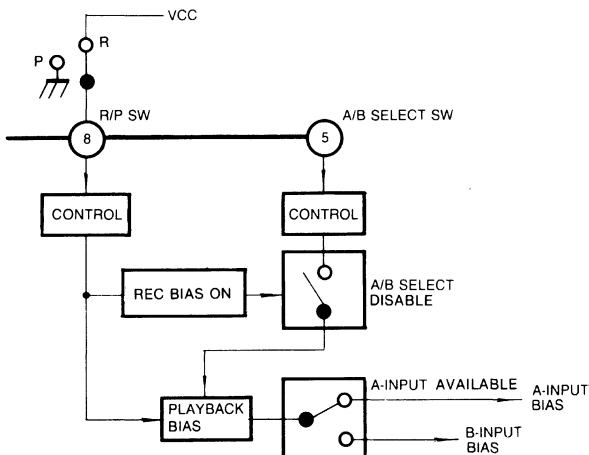 VCC
R
P
R/P SW
A/B SELECT SW
8
5
CONTROL
CONTROL
REC BIAS ON
A/B SELECT
DISABLE
PLAYBACK
BIAS
A-INPUT AVAILABLE
A-INPUT
BIAS
B-INPUT
BIAS